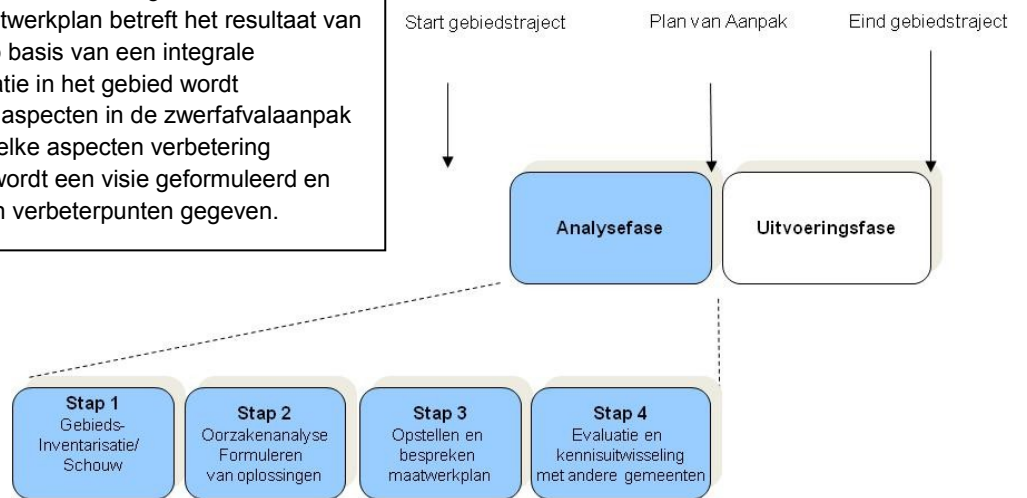 twerkplan betreft het resultaat van
basis van een integrale
atie in het gebied wordt
aspecten in de zwerfafvalaanpak
elke aspecten verbetering
wordt een visie geformuleerd en
verbeterpunten gegeven.
Start gebiedstraject
Plan van Aanpak
Eind gebiedstraject
Analysefase
Uitvoeringsfase
Stap 1
Gebieds-
Inventarisatie/
Schouw
Stap 2
Oorzakenanalyse
Formuleren
van oplossingen
Stap 3
Opstellen en
bespreken
maatwerkplan
Stap 4
Evaluatie en
kennisuitwisseling
met andere gemeenten